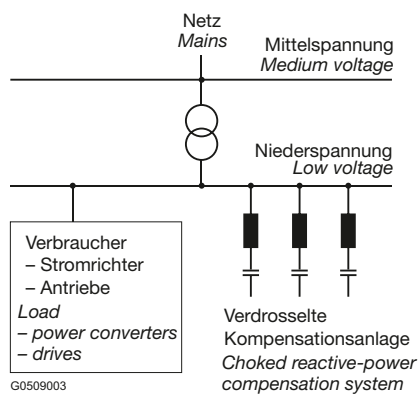 Netz
Mains
Mittelspannung
Medium voltage
Niederspannung
Low voltage
Verbraucher
– Stromrichter
– Antriebe
Load
– power converters
– drives
Verdrosselte
Kompensationsanlage
Choked reactive-power
compensation system
G0509003